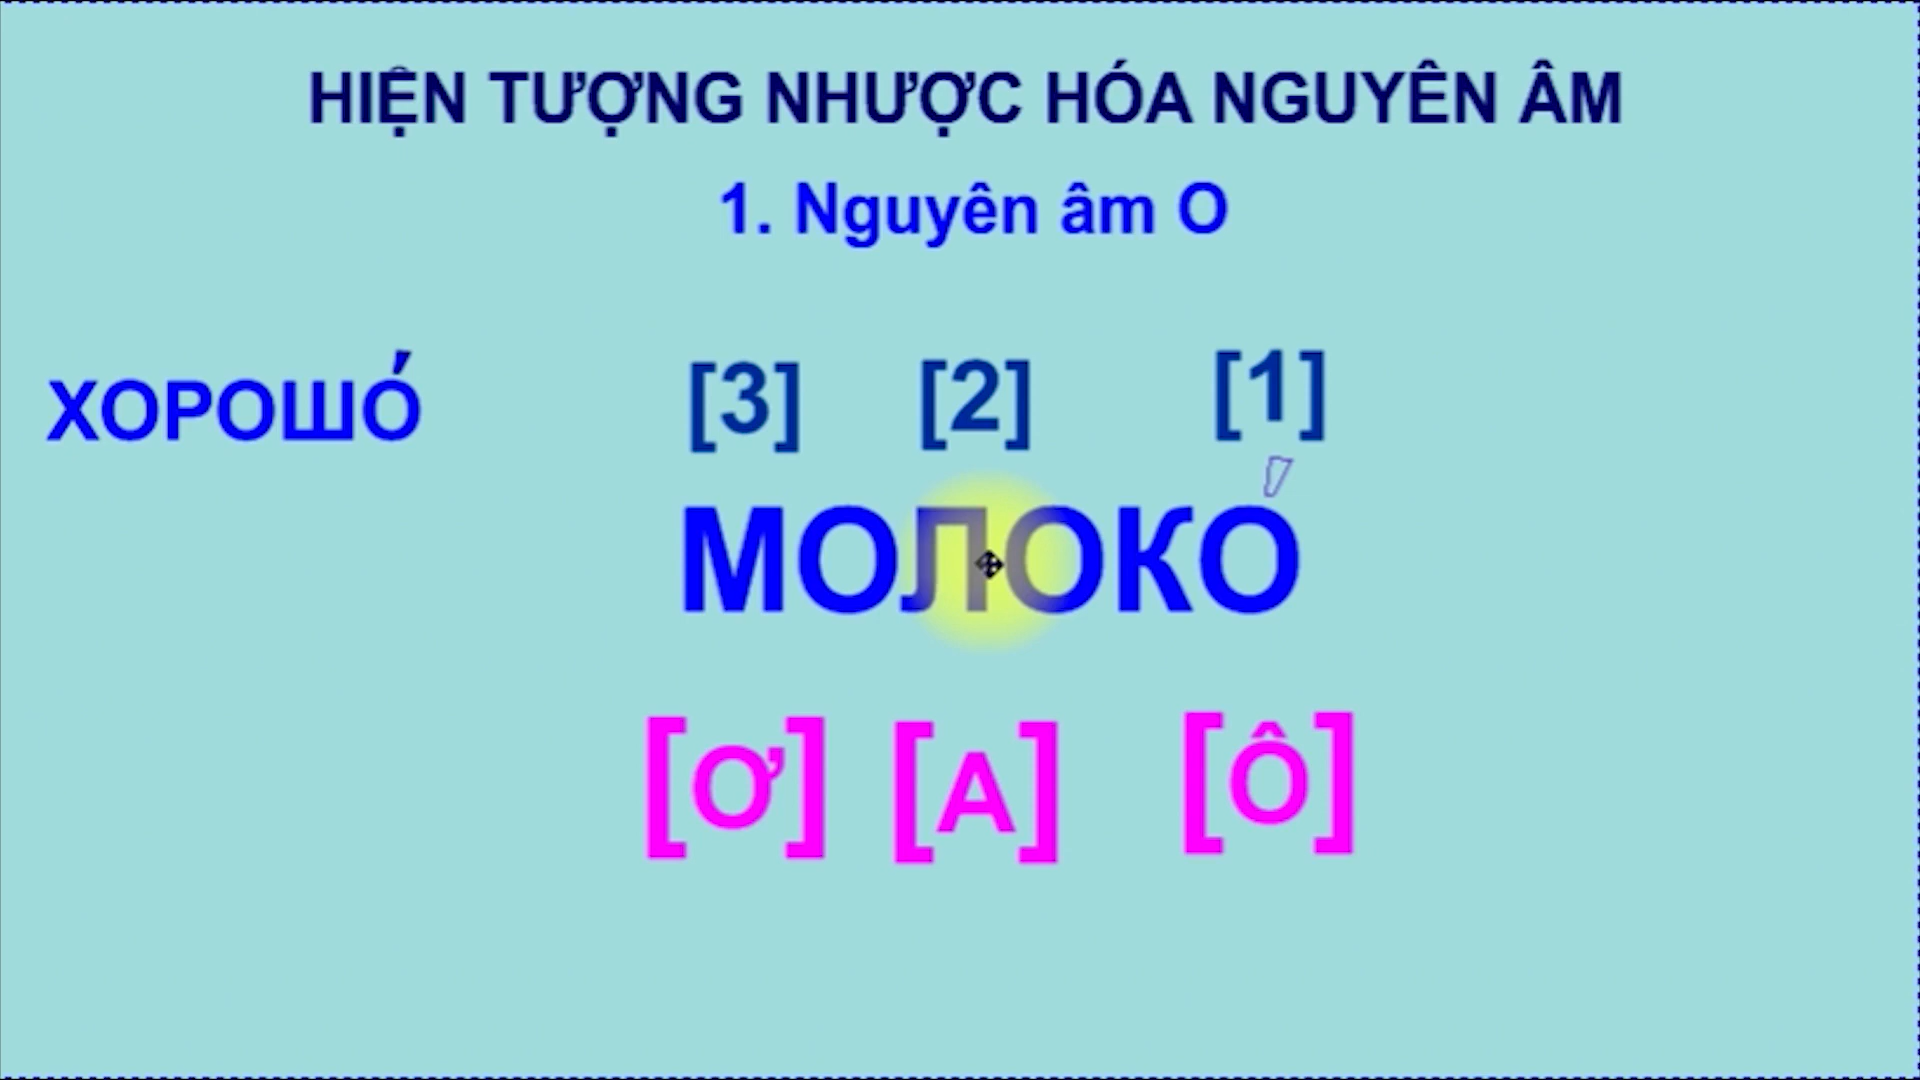 HIỆN TƯỢNG NHƯỢC HÓA NGUYÊN ÂM
1. Nguyên âm O
ХОРОШО́ [3] [2] [1]
МОЛОКО́
[Ơ] [A] [Ô]